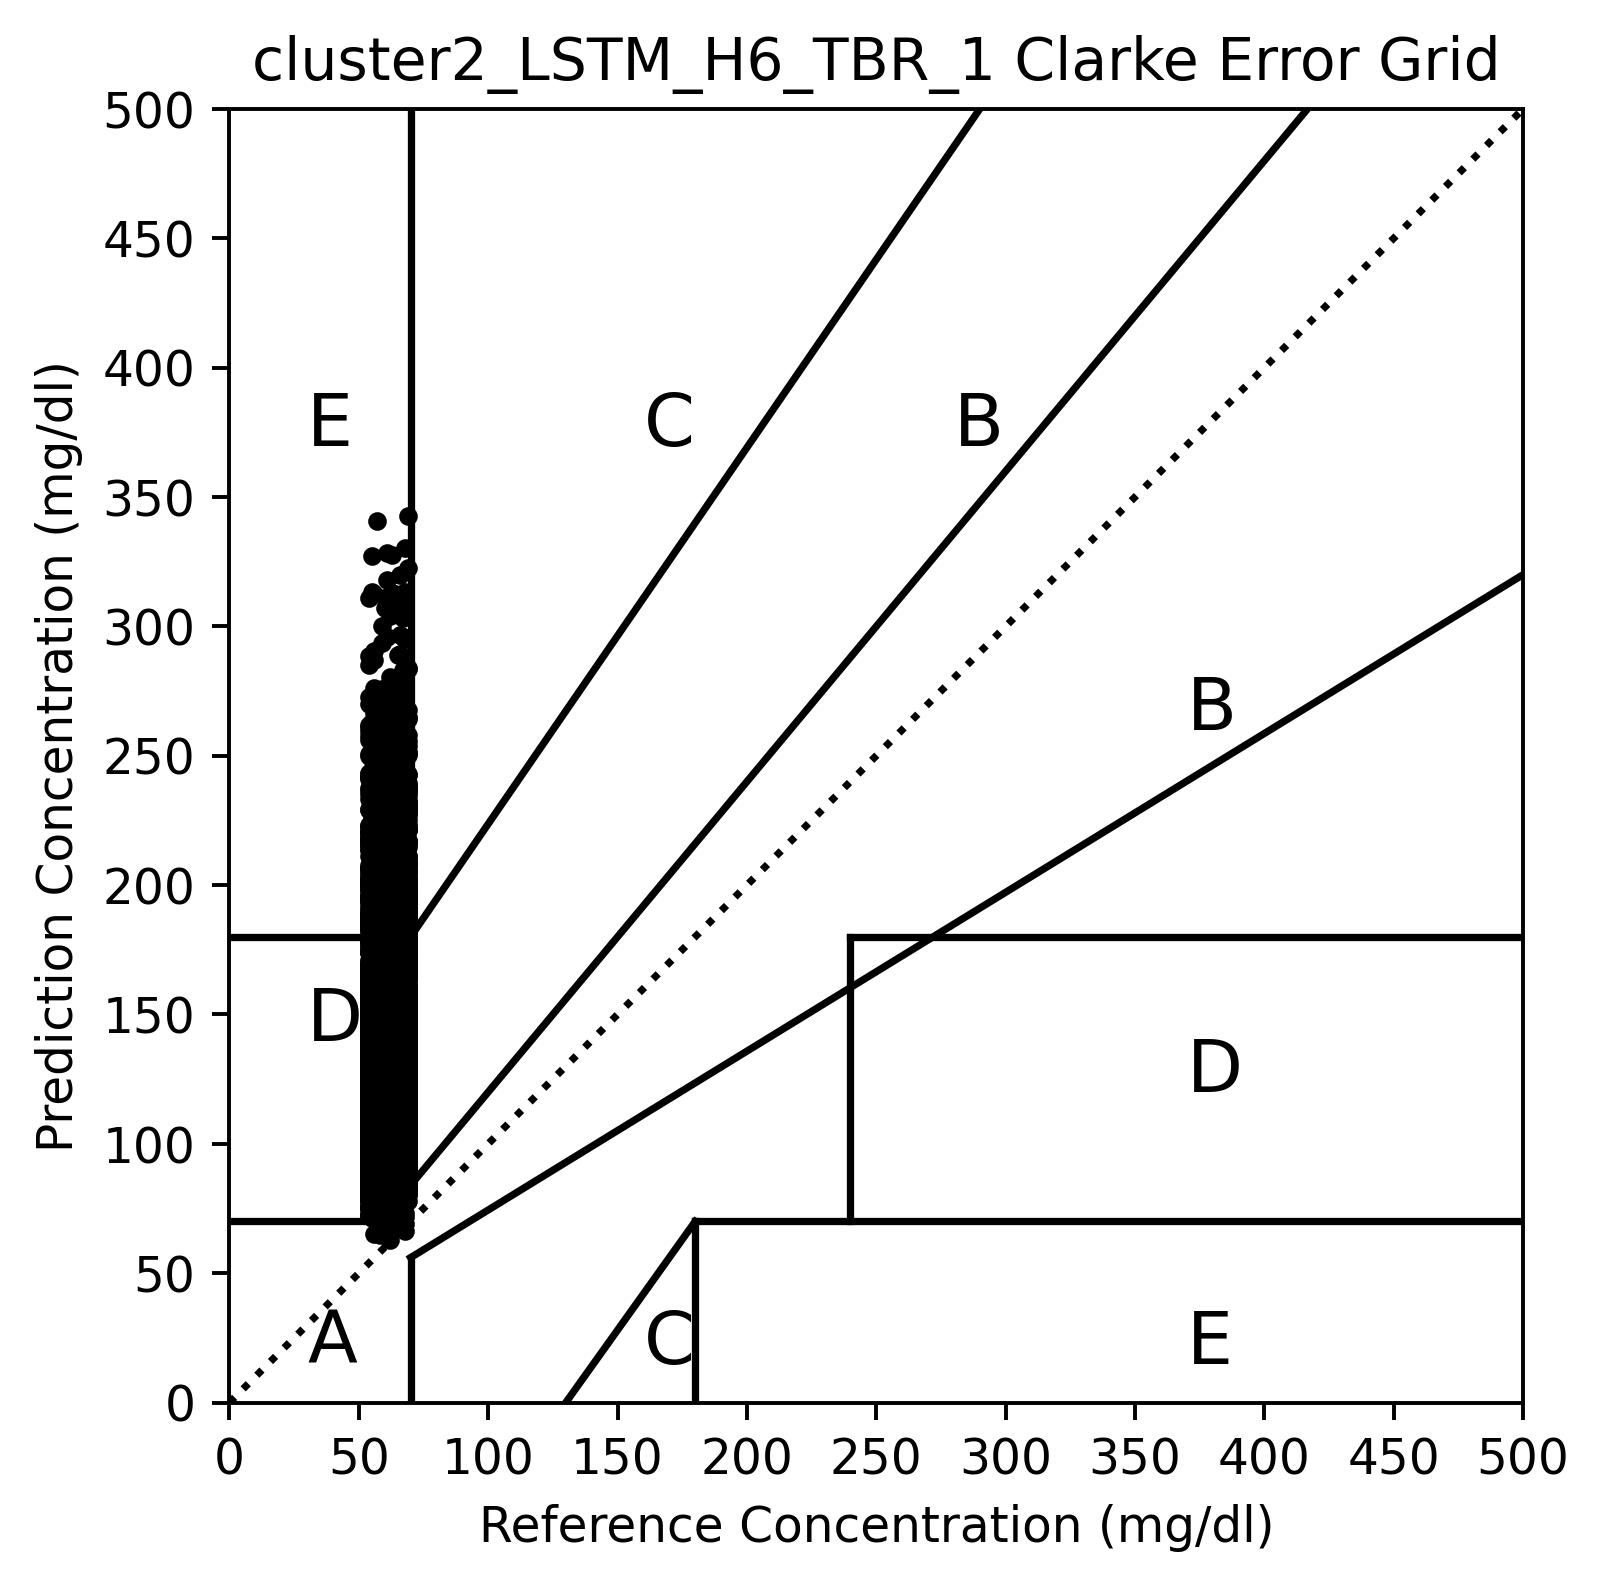 cluster2_LSTM_H6_TBR_1 Clarke Error Grid
500
450
400
350
300
250
200
150
100
50
0
Prediction Concentration (mg/dl)
E
C
B
B
D
D
A
C
E
0 50 100 150 200 250 300 350 400 450 500
Reference Concentration (mg/dl)